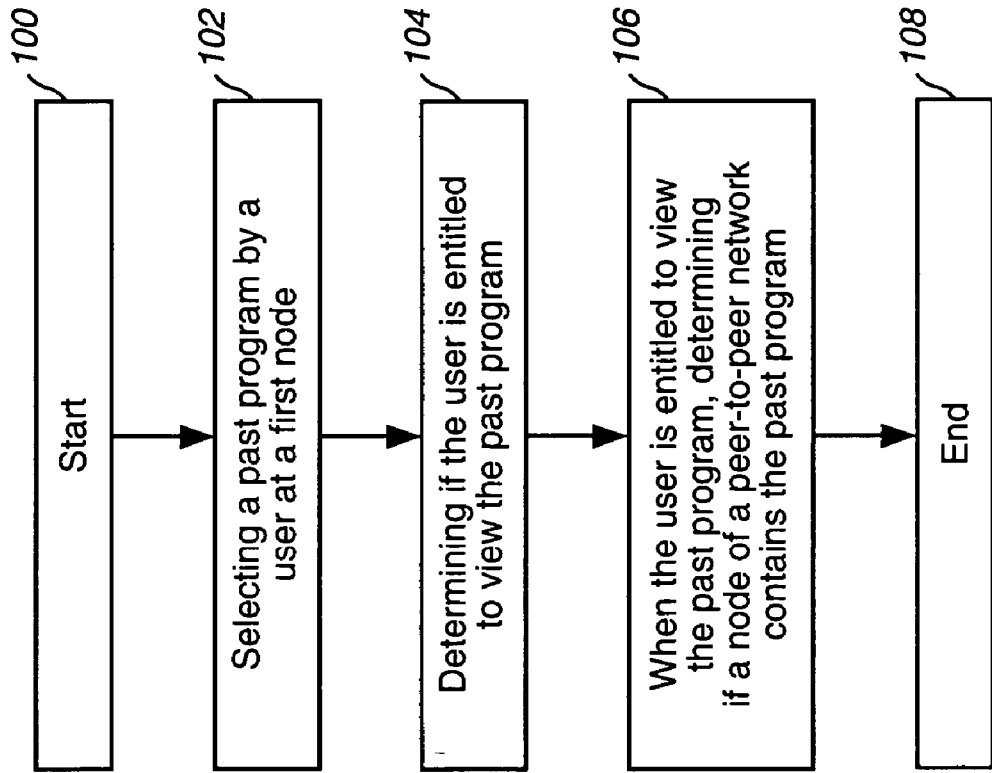 100
Start
102
Selecting a past program by a
user at a first node
104
Determining if the user is entitled
to view the past program
106
When the user is entitled to view
the past program, determining
if a node of a peer-to-peer network
contains the past program
108
End